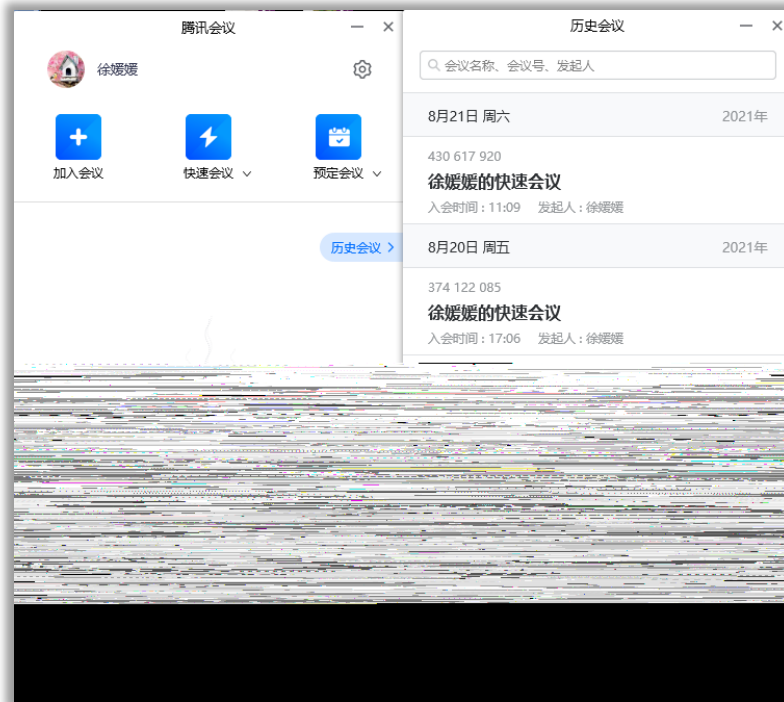 腾讯会议
徐媛媛
加入会议
快速会议
预定会议
历史会议
历史会议
会议名称、会议号、发起人
8月21日 周六 2021年
430 617 920
徐媛媛的快速会议
入会时间 : 11:09 发起人 : 徐媛媛
8月20日 周五 2021年
374 122 085
徐媛媛的快速会议
入会时间 : 17:06 发起人 : 徐媛媛